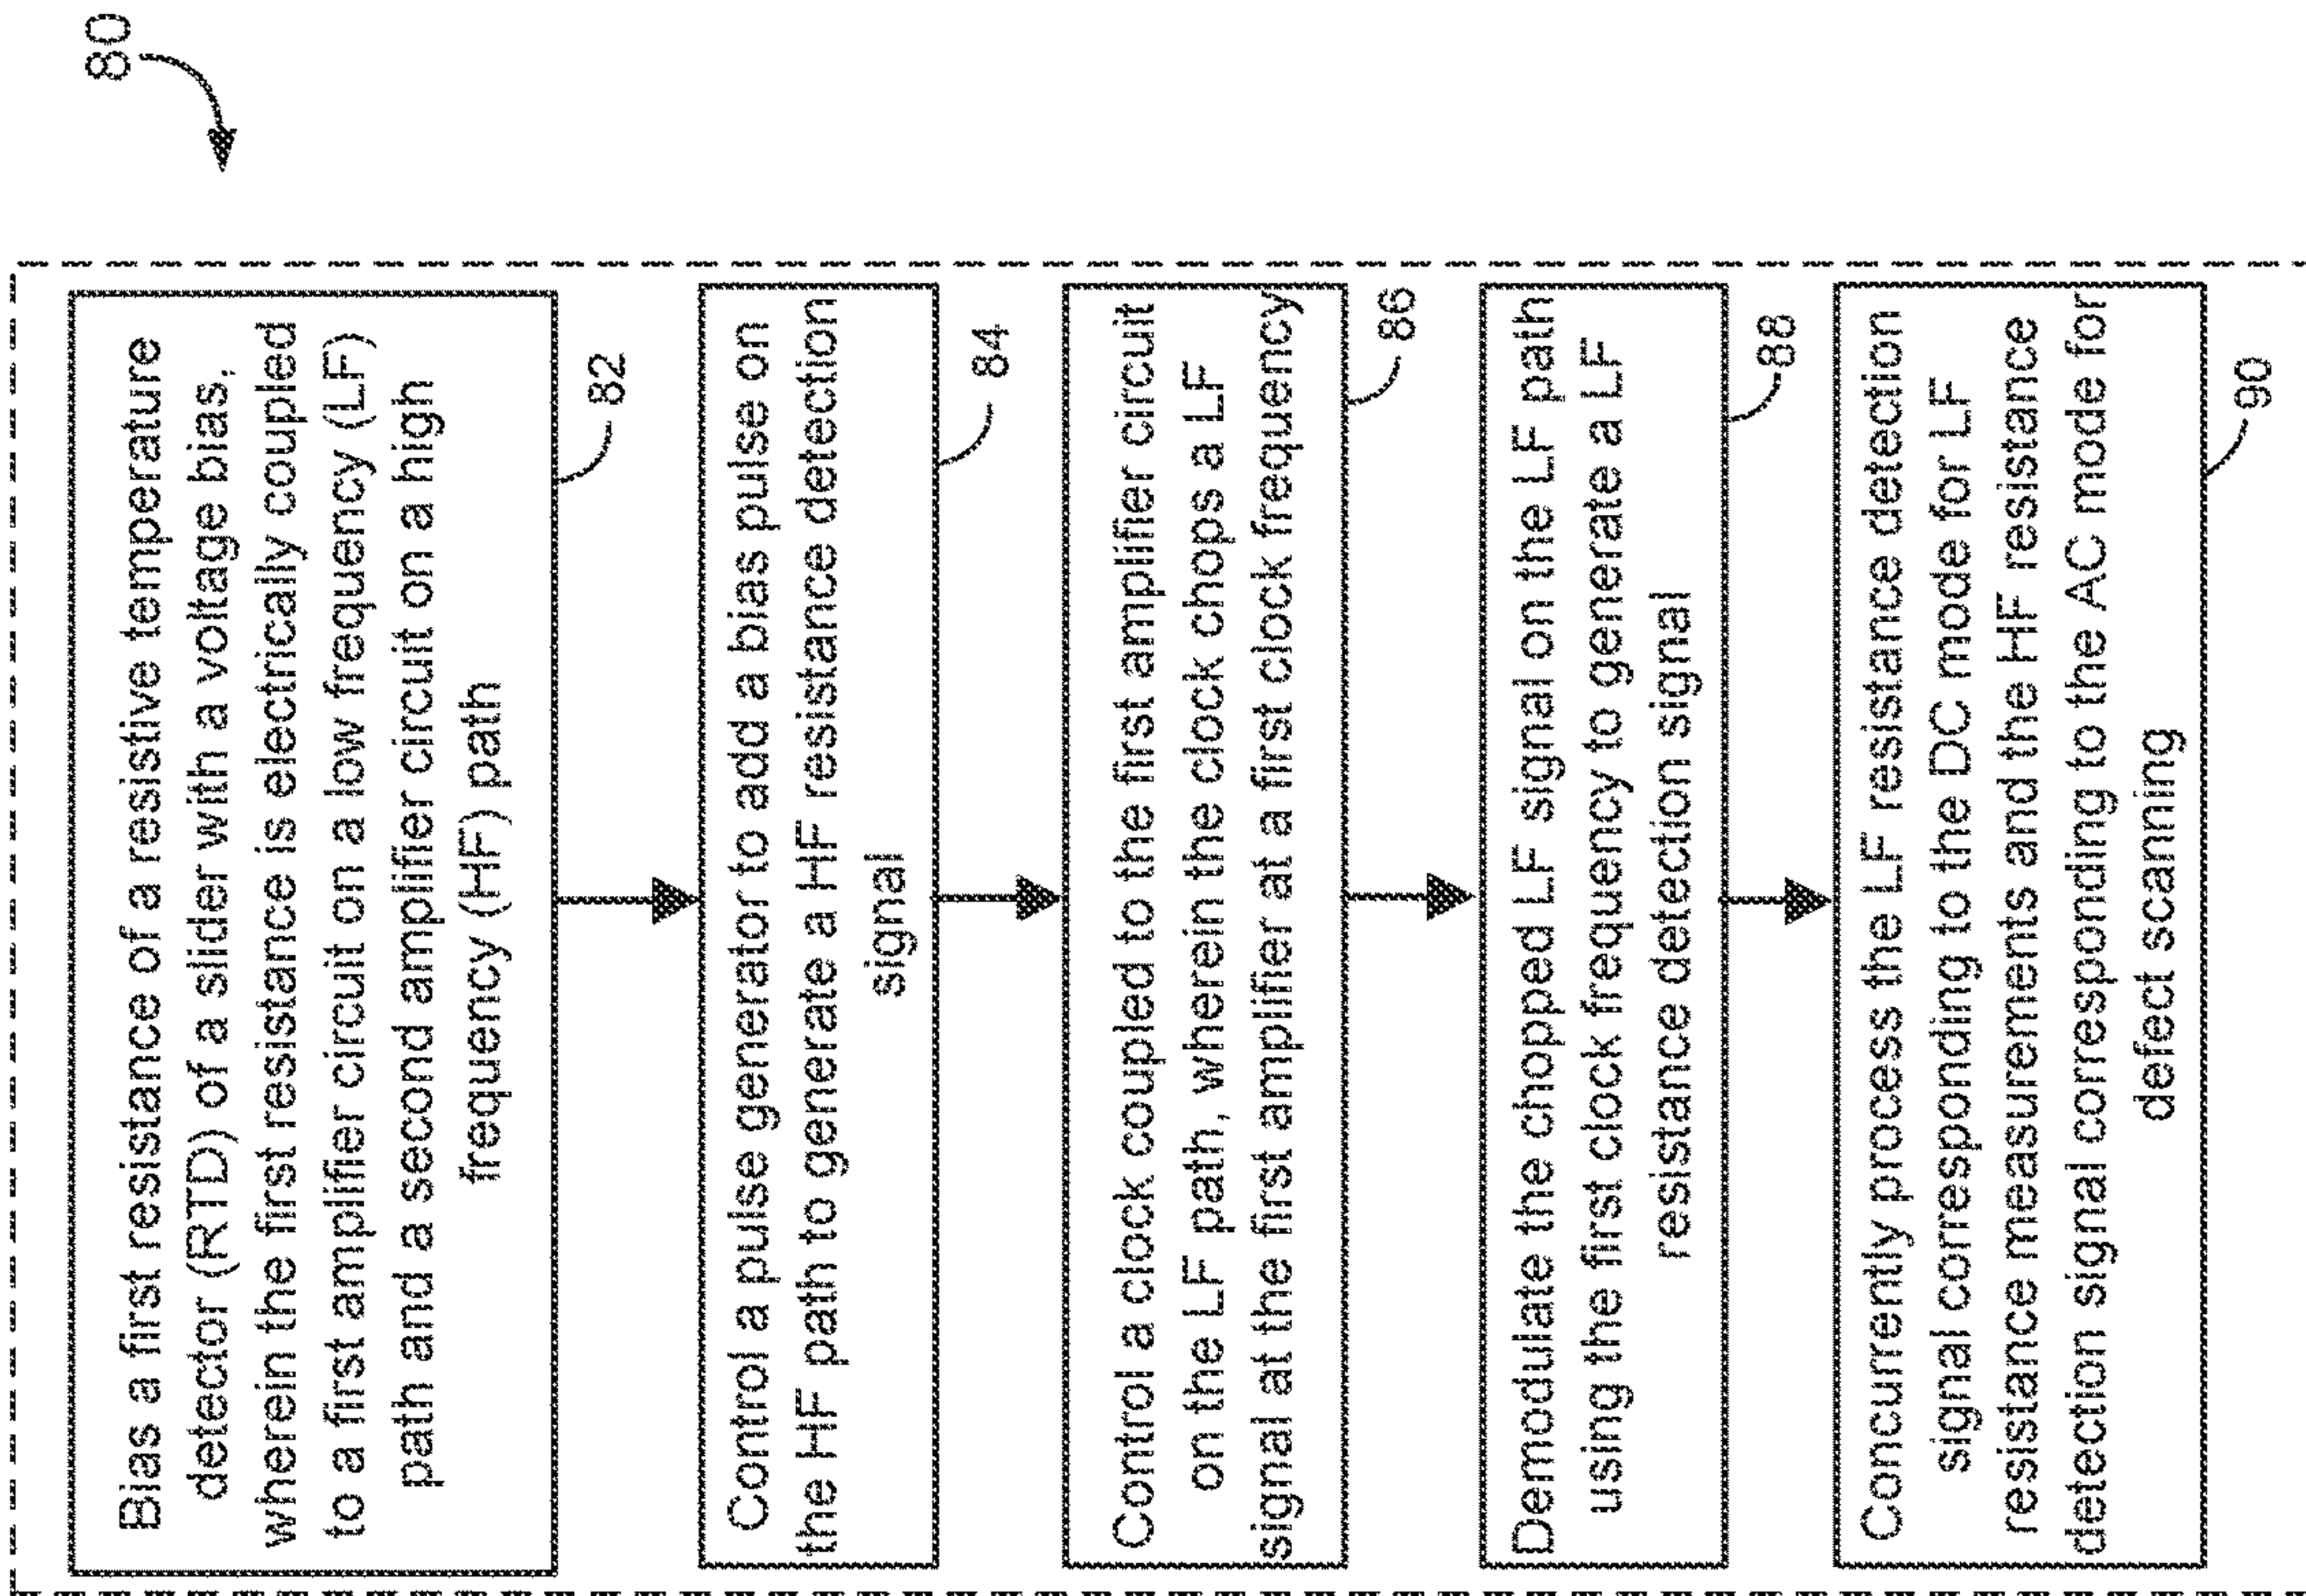 80
Bias a first resistance of a resistive temperature
detector (RTD) of a slider with a voltage bias,
wherein the first resistance is electrically coupled
to a first amplifier circuit on a low frequency (LF)
path and a second amplifier circuit on a high
frequency (HF) path
82
Control a pulse generator to add a bias pulse on
the HF path to generate a HF resistance detection
signal
84
Control a clock coupled to the first amplifier circuit
on the LF path, wherein the clock chops a LF
signal at the first amplifier at a first clock frequency
86
Demodulate the chopped LF signal on the LF path
using the first clock frequency to generate a LF
resistance detection signal
88
Concurrently process the LF resistance detection
signal corresponding to the DC mode for LF
resistance measurements and the HF resistance
detection signal corresponding to the AC mode for
defect scanning
90